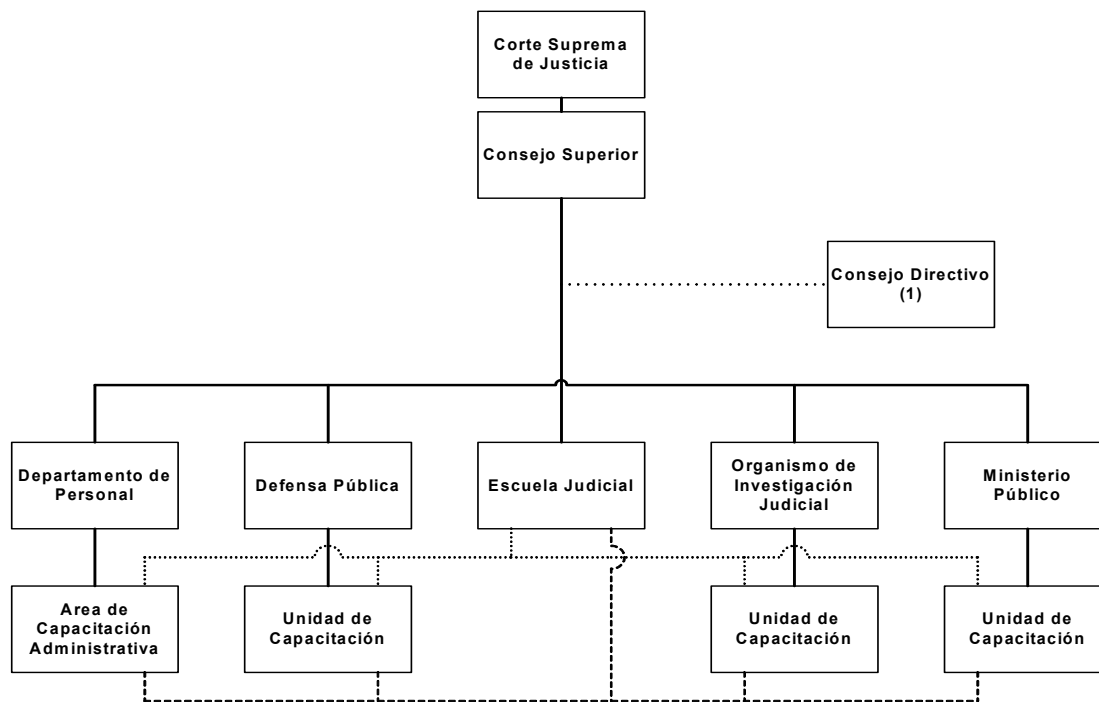 Corte Suprema
de Justicia
Consejo Superior
Consejo Directivo
(1)
Departamento de
Personal
Defensa Pública
Escuela Judicial
Organismo de
Investigación
Judicial
Ministerio
Público
Area de
Capacitación
Administrativa
Unidad de
Capacitación
Unidad de
Capacitación
Unidad de
Capacitación